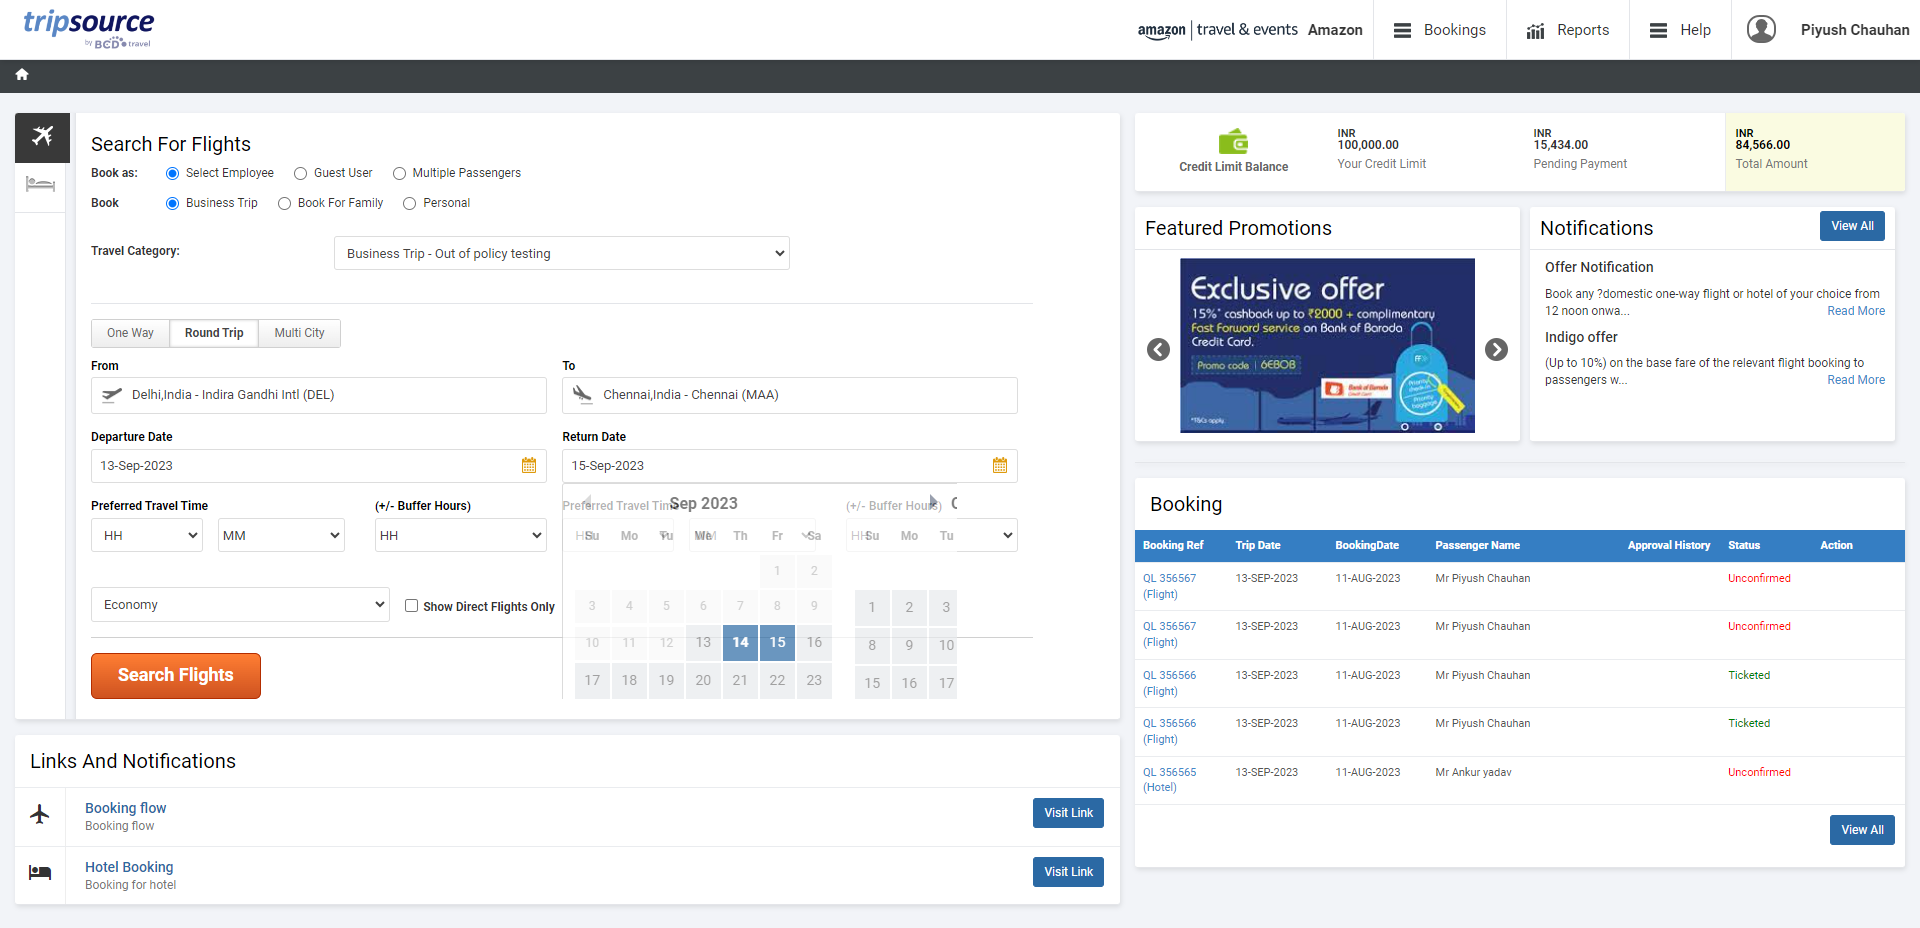 tripsource
by BCD travel
amazon | travel & events Amazon
Bookings
Reports
Help
Piyush Chauhan
Search For Flights
Book as: Select Employee Guest User Multiple Passengers
Book Business Trip Book For Family Personal
Travel Category: Business Trip - Out of policy testing
One Way Round Trip Multi City
From To
Delhi,India - Indira Gandhi Intl (DEL) Chennai,India - Chennai (MAA)
Departure Date Return Date
13-Sep-2023 15-Sep-2023
Preferred Travel Time (+/- Buffer Hours) Preferred Travel Time (+/- Buffer Hours)
Sep 2023
HH MM HH HH MM HH
Su Mo Tu We Th Fr Sa Su Mo Tu
1 2
3 4 5 6 7 8 9 1 2 3
10 11 12 13 14 15 16 8 9 10
17 18 19 20 21 22 23 15 16 17
Economy Show Direct Flights Only
Search Flights
Links And Notifications
Booking flow
Booking flow
Visit Link
Hotel Booking
Booking for hotel
Visit Link
Credit Limit Balance
INR
100,000.00
Your Credit Limit
INR
15,434.00
Pending Payment
INR
84,566.00
Total Amount
Featured Promotions
Exclusive offer
15%* cashback up to ₹2000 + complimentary
Fast Forward service on Bank of Baroda
Credit Card.
Promo code | 6EBOB
Bank of Baroda
Credit Card
Priority check-in
Priority baggage
*T&Cs apply.
Notifications
View All
Offer Notification
Book any ?domestic one-way flight or hotel of your choice from
12 noon onwa... Read More
Indigo offer
(Up to 10%) on the base fare of the relevant flight booking to
passengers w... Read More
Booking
Booking Ref Trip Date BookingDate Passenger Name Approval History Status Action
QL 356567 13-SEP-2023 11-AUG-2023 Mr Piyush Chauhan Unconfirmed
(Flight)
QL 356567 13-SEP-2023 11-AUG-2023 Mr Piyush Chauhan Unconfirmed
(Flight)
QL 356566 13-SEP-2023 11-AUG-2023 Mr Piyush Chauhan Ticketed
(Flight)
QL 356566 13-SEP-2023 11-AUG-2023 Mr Piyush Chauhan Ticketed
(Flight)
QL 356565 13-SEP-2023 11-AUG-2023 Mr Ankur yadav Unconfirmed
(Hotel)
View All